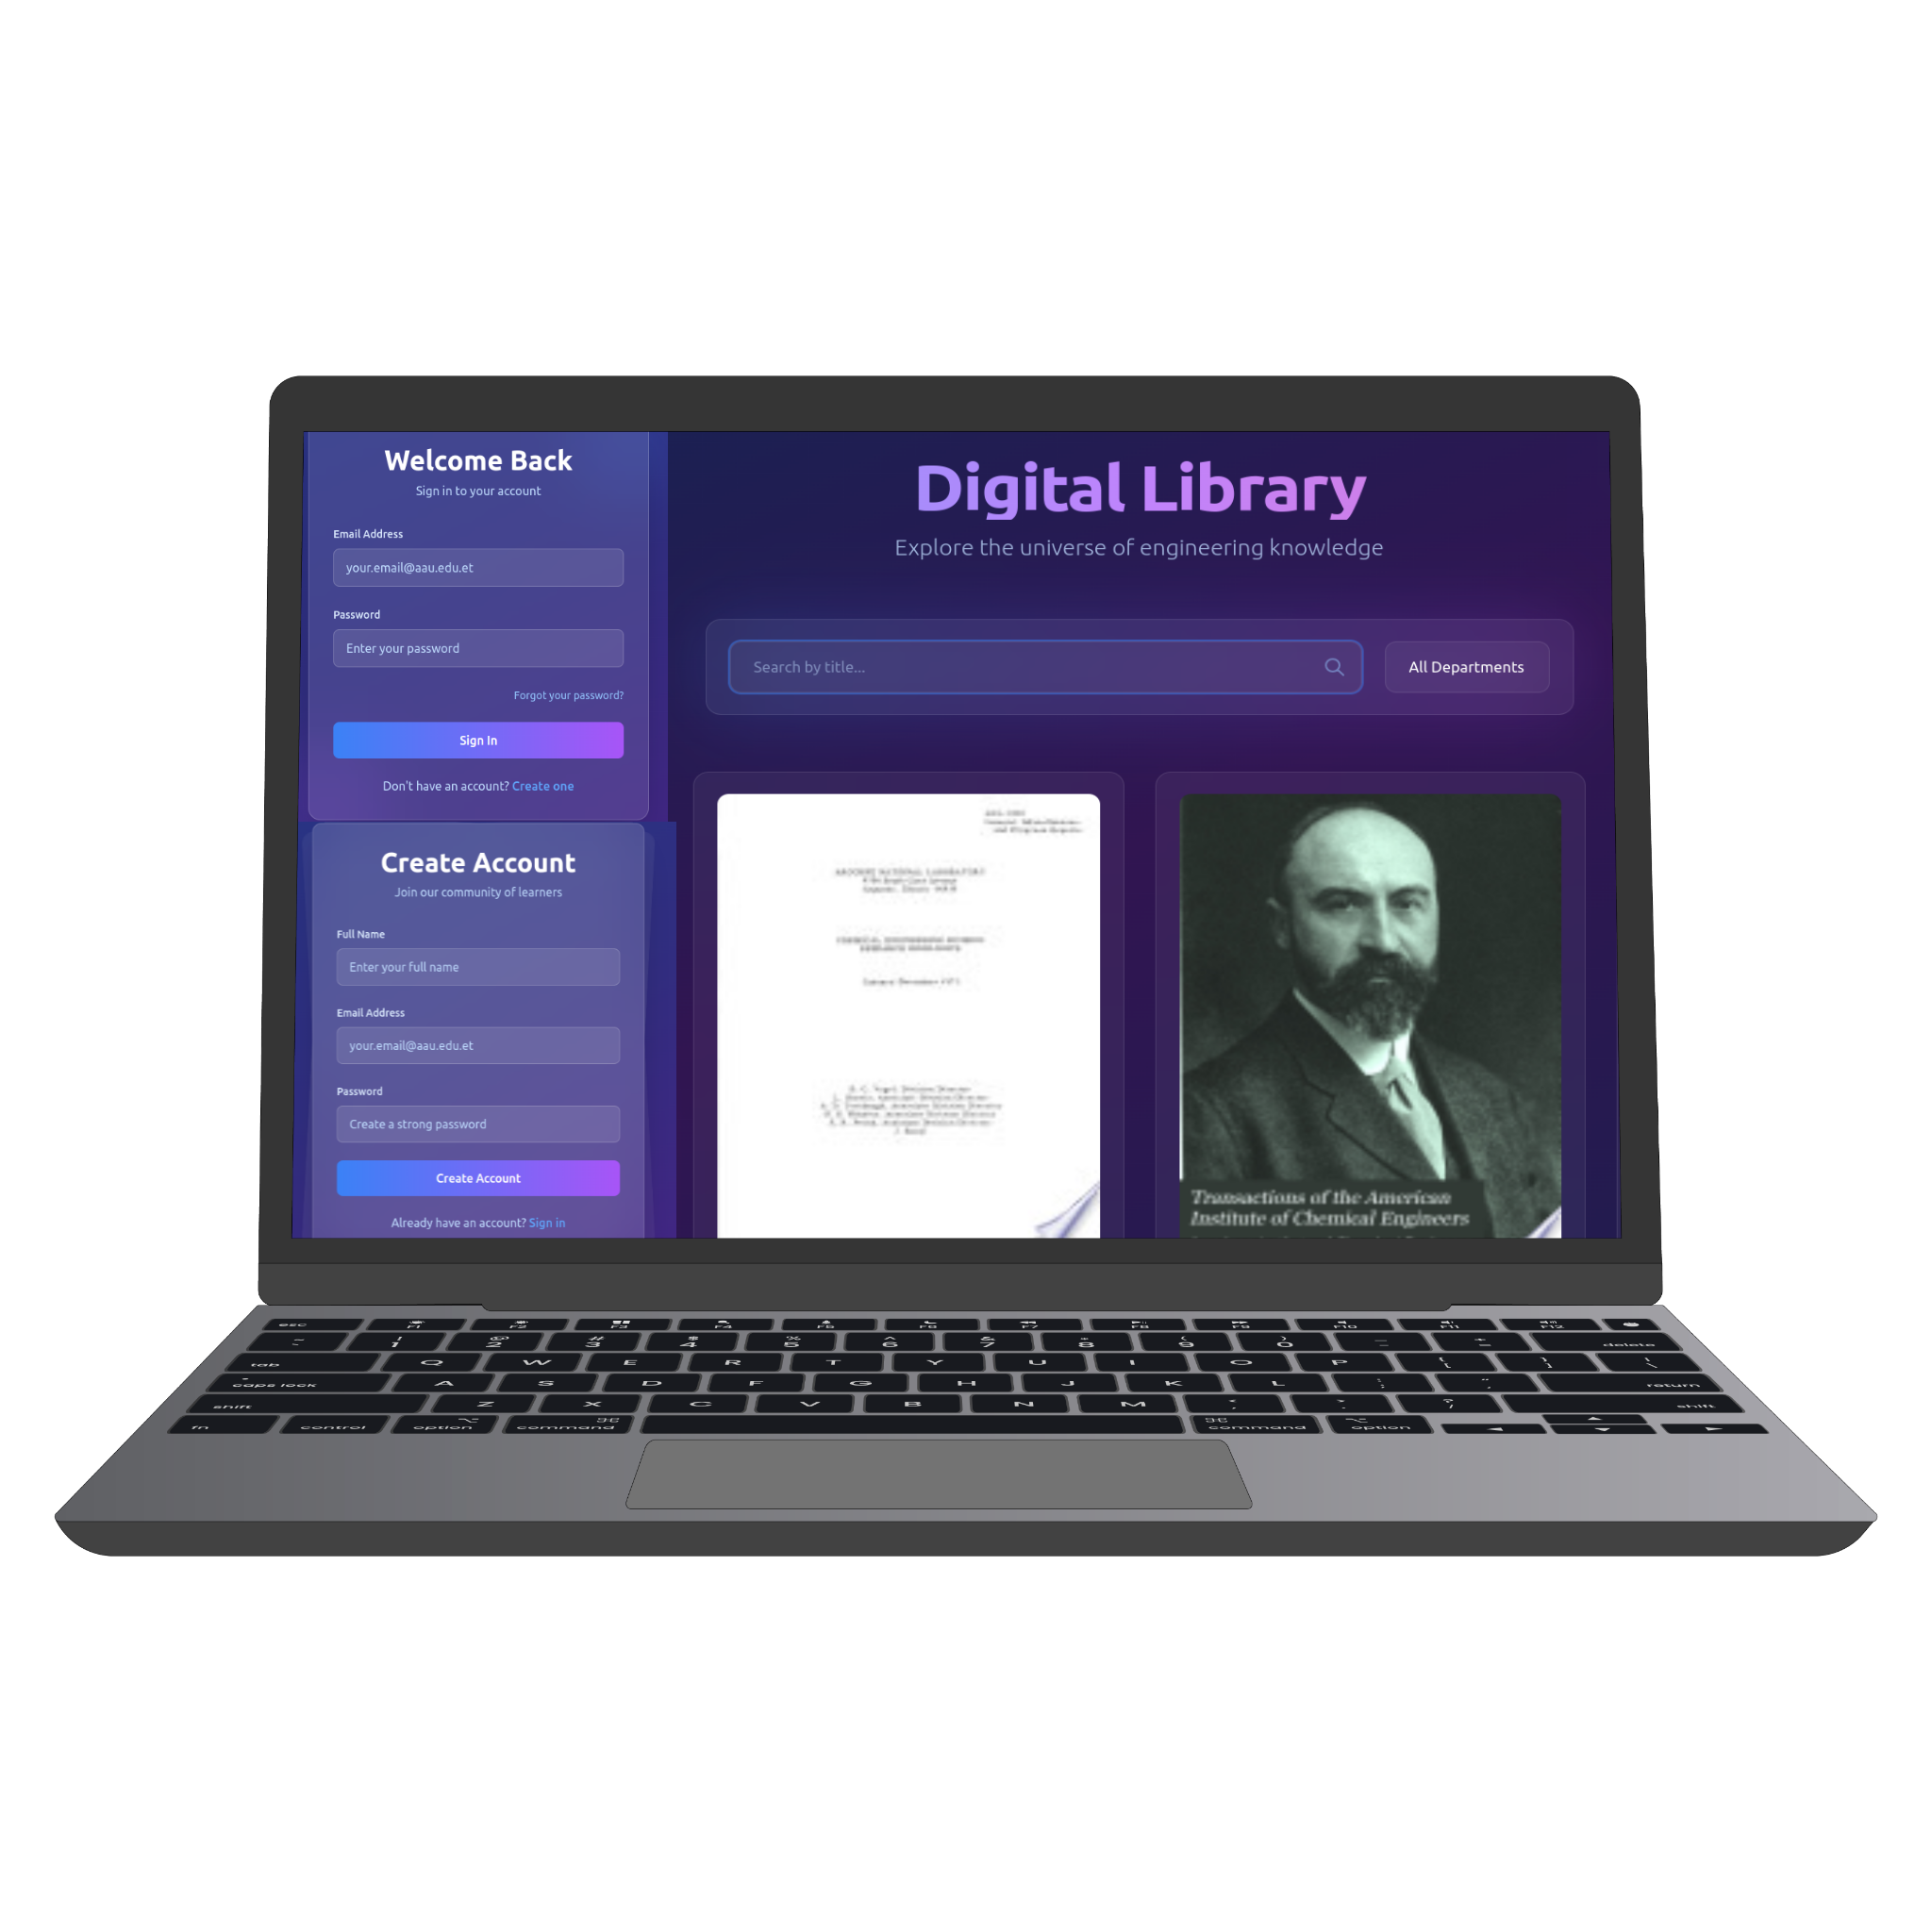 Welcome Back
Sign in to your account
Email Address
your.email@aau.edu.et
Password
Enter your password
Forgot your password?
Sign In
Don't have an account? Create one
Create Account
Join our community of learners
Full Name
Enter your full name
Email Address
your.email@aau.edu.et
Password
Create a strong password
Create Account
Already have an account? Sign in
Digital Library
Explore the universe of engineering knowledge
Search by title...
All Departments
ARGONNE NATIONAL LABORATORY
Transactions of the American
Institute of Chemical Engineers
esc F1 F2 F3 F4 F5 F6 F7 F8 F9 F10 F11 F12
~ ! @ # $ % ^ & * ( ) _ +
1 2 3 4 5 6 7 8 9 0 - = delete
tab Q W E R T Y U I O P [ ] \
caps lock A S D F G H J K L ; ' return
shift Z X C V B N M , . / shift
fn control option command command option